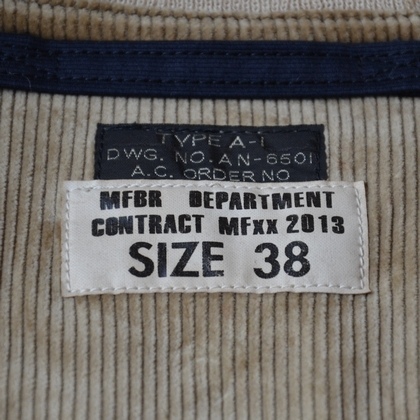 TYPE A-1
DWG. NO. AN-6501
A.C. ORDER NO
MFBR DEPARTMENT
CONTRACT MFxx 2013
SIZE 38